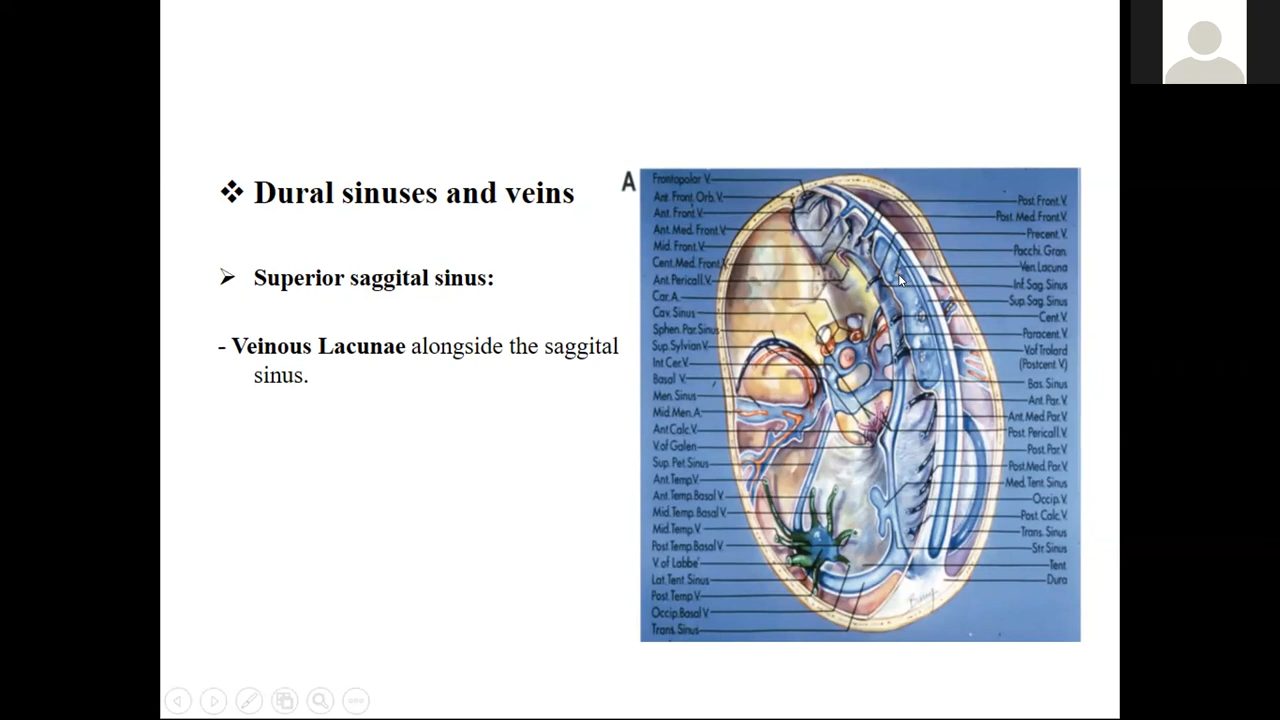 ❖ Dural sinuses and veins
➢ Superior saggital sinus:
- Veinous Lacunae alongside the saggital
sinus.
A
Frontopolar V.
Ant. Front. Orb. V.
Ant. Front. V.
Ant. Med. Front. V.
Mid. Front. V.
Cent. Med. Front. V.
Ant. Pericall. V.
Car. A.
Cav. Sinus
Sphen. Par. Sinus
Sup. Sylvian V.
Int Cer. V.
Basal V.
Men. Sinus
Mid. Men. A.
Ant Calc. V.
V. of Galen
Sup. Pet. Sinus
Ant. Temp. V.
Ant. Temp. Basal V.
Mid. Temp. Basal V.
Mid. Temp. V.
Post Temp. Basal V.
V. of Labbe'
Lat. Tent Sinus
Post. Temp V.
Occip. Basal V.
Trans. Sinus
Post. Front. V.
Post. Med. Front. V.
Precent. V.
Pacchi. Gran.
Ven. Lacuna
Inf. Sag. Sinus
Sup. Sag. Sinus
Cent. V.
Paracent. V.
V. of Trolard
(Postcent. V.)
Bas. Sinus
Ant. Par. V.
Ant. Med. Par. V.
Post. Pericall. V.
Post. Par. V.
Post. Med. Par. V.
Med. Tent. Sinus
Occip. V.
Post. Calc. V.
Trans. Sinus
Str. Sinus
Tent
Dura